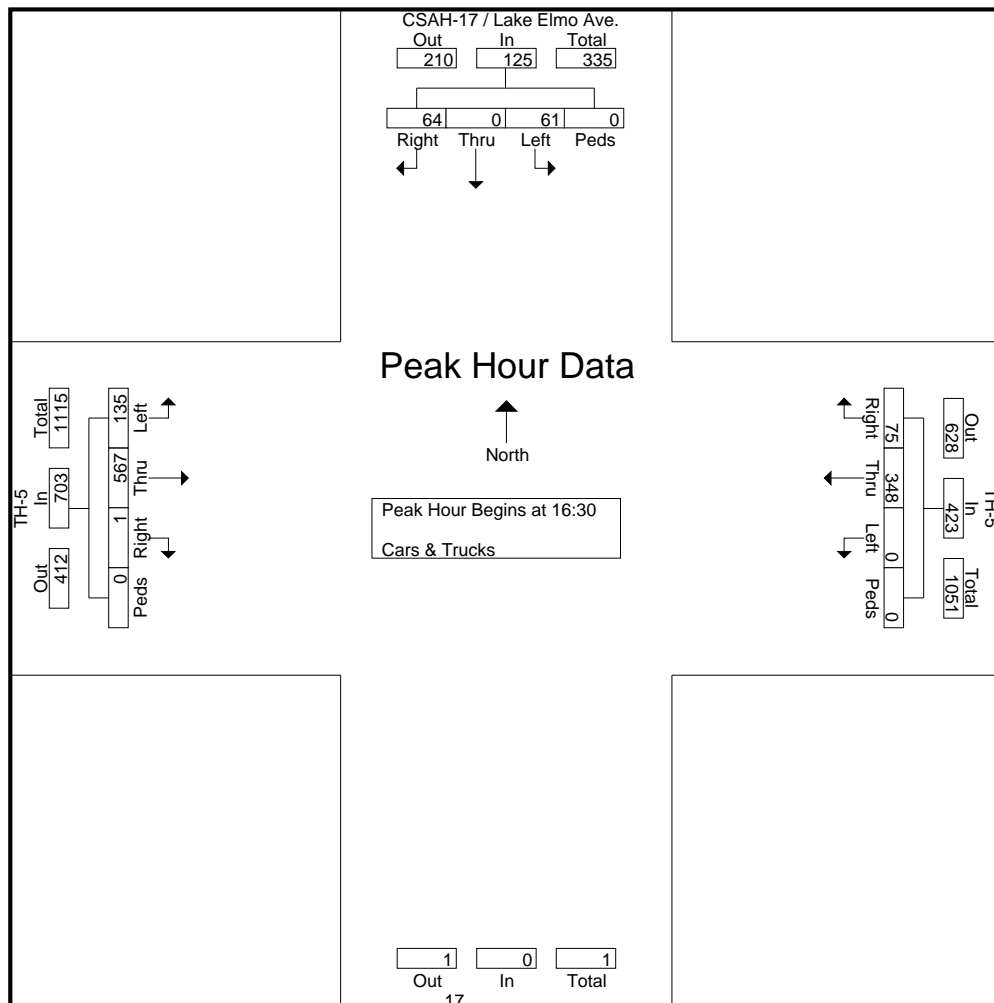 CSAH-17 / Lake Elmo Ave.
Out In Total
210 125 335
64 0 61 0
Right Thru Left Peds
Peak Hour Data
North
Peak Hour Begins at 16:30
Cars & Trucks
TH-5
Out In Total
412 703 1115
Left Thru Right Peds
135 567 1 0
Right Thru Left Peds
75 348 0 0
Out In Total
628 423 1051
TH-5
1 0 1
Out In Total
17